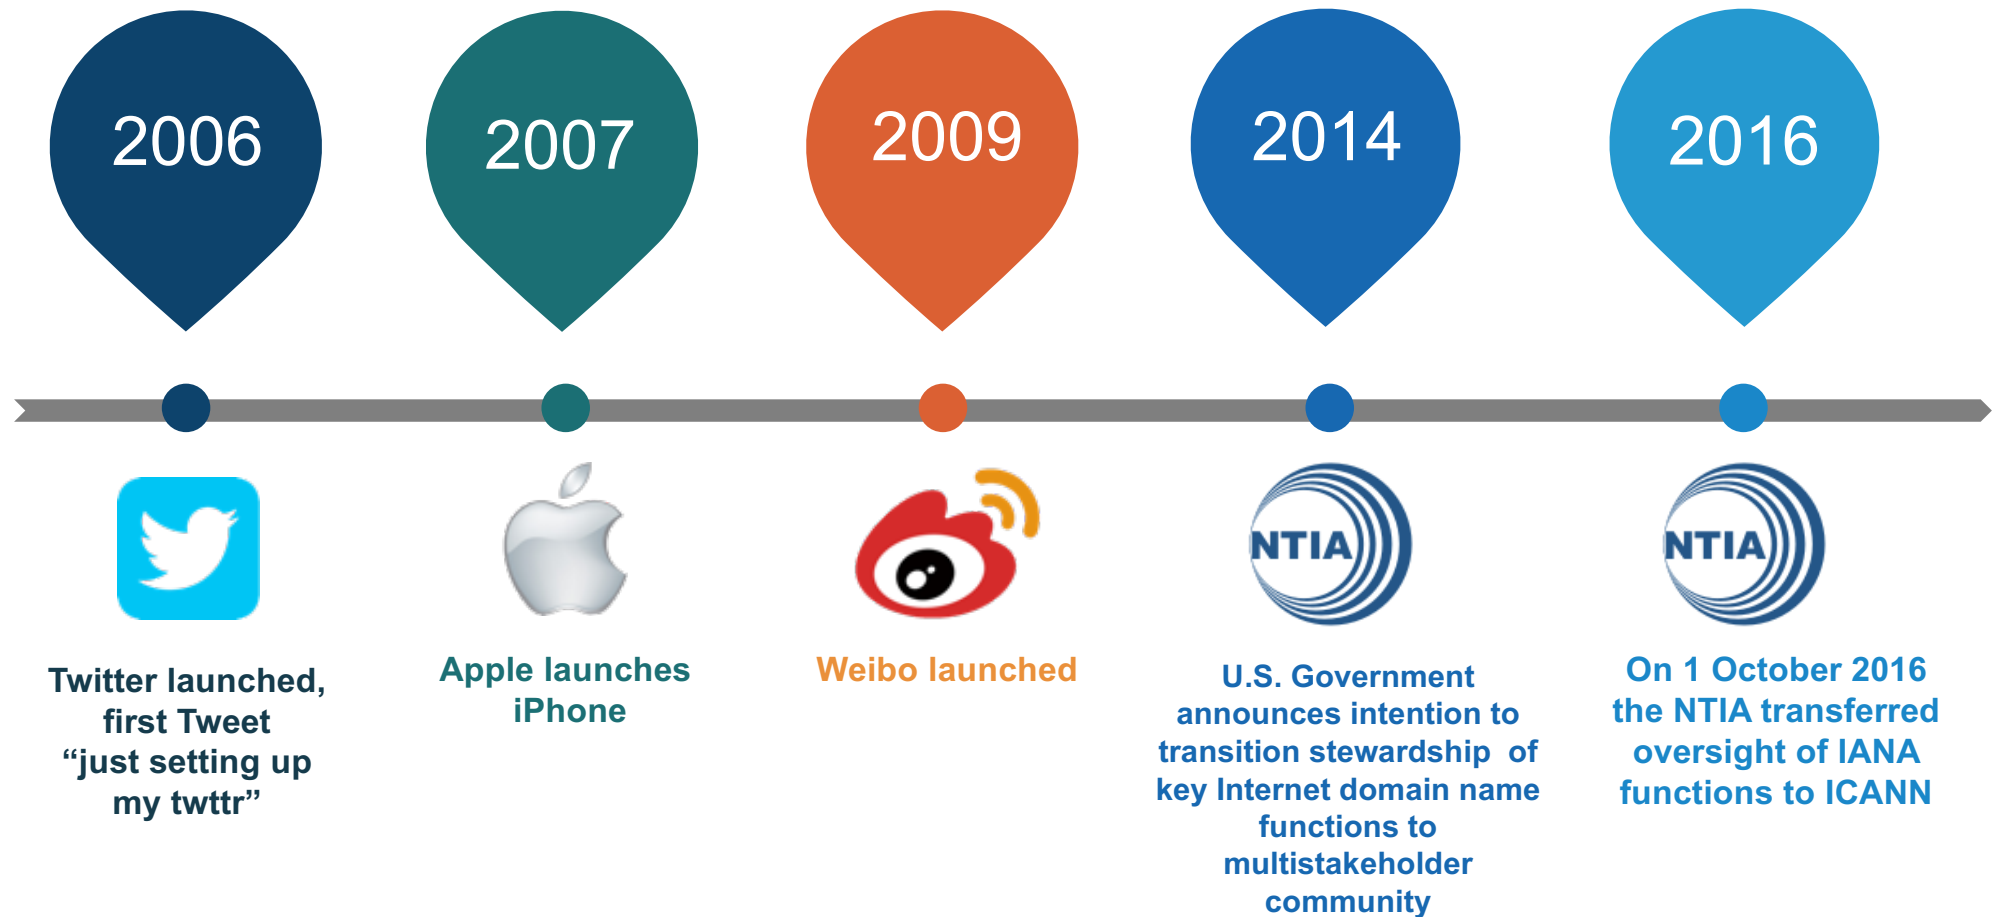 2006
2007
2009
2014
2016
NTIA
NTIA
Twitter launched,
first Tweet
“just setting up
my twttr”
Apple launches
iPhone
Weibo launched
U.S. Government
announces intention to
transition stewardship of
key Internet domain name
functions to
multistakeholder
community
On 1 October 2016
the NTIA transferred
oversight of IANA
functions to ICANN